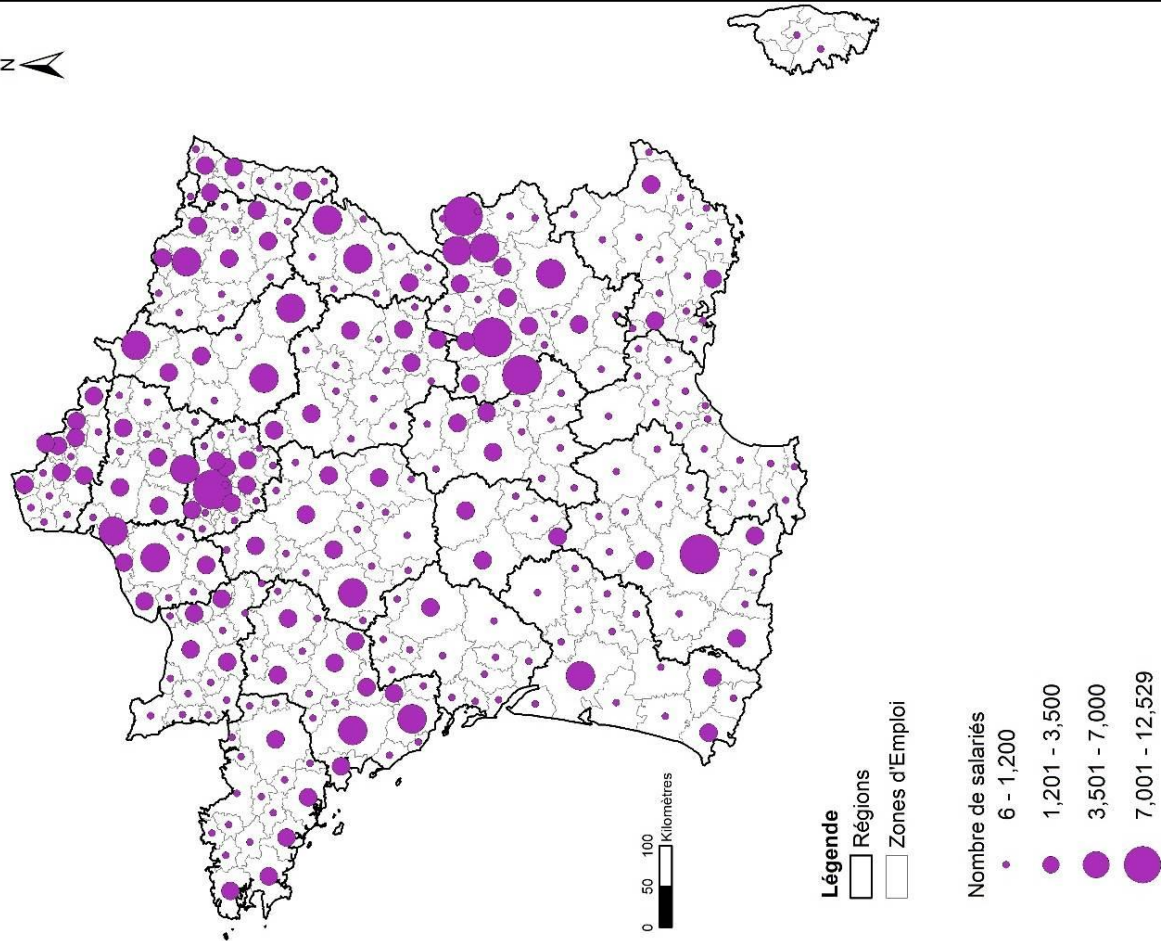 N
0 50 100
Kilomètres
Légende
Régions
Zones d'Emploi
Nombre de salariés
6 - 1,200
1,201 - 3,500
3,501 - 7,000
7,001 - 12,529